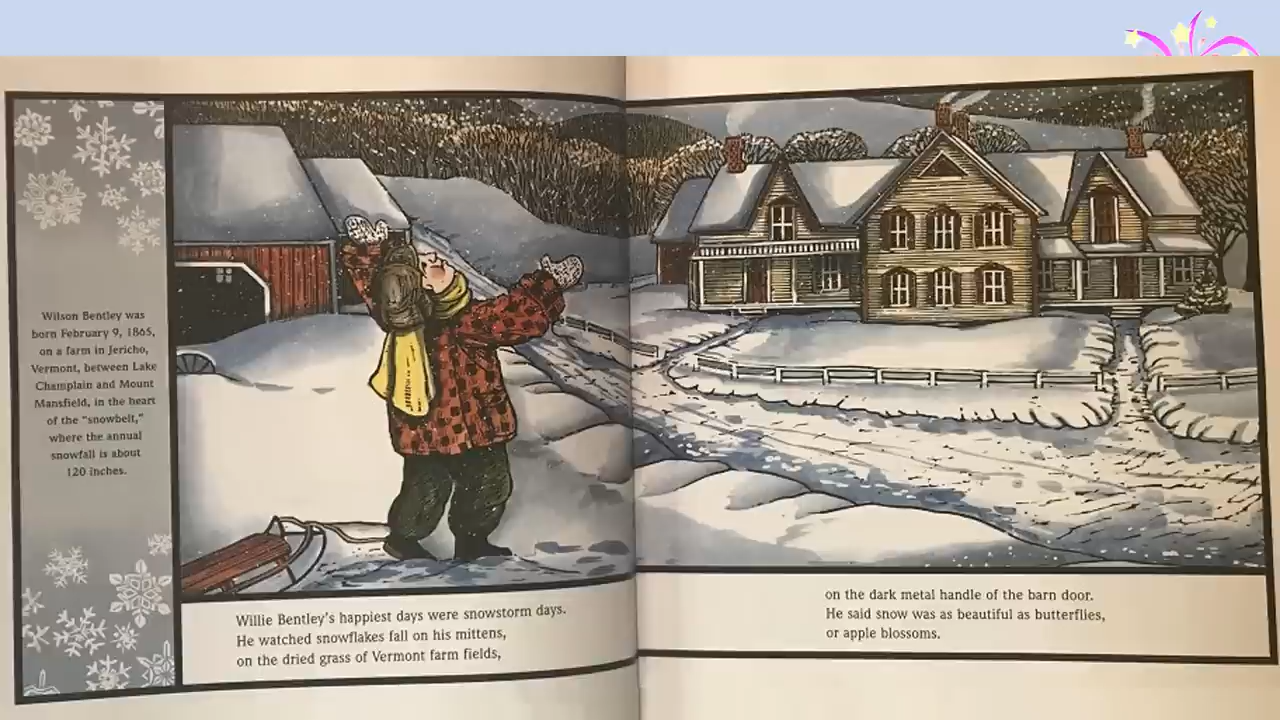 Wilson Bentley was
born February 9, 1865,
on a farm in Jericho,
Vermont, between Lake
Champlain and Mount
Mansfield, in the heart
of the "snowbelt,"
where the annual
snowfall is about
120 inches.
Willie Bentley's happiest days were snowstorm days.
He watched snowflakes fall on his mittens,
on the dried grass of Vermont farm fields,
on the dark metal handle of the barn door.
He said snow was as beautiful as butterflies,
or apple blossoms.